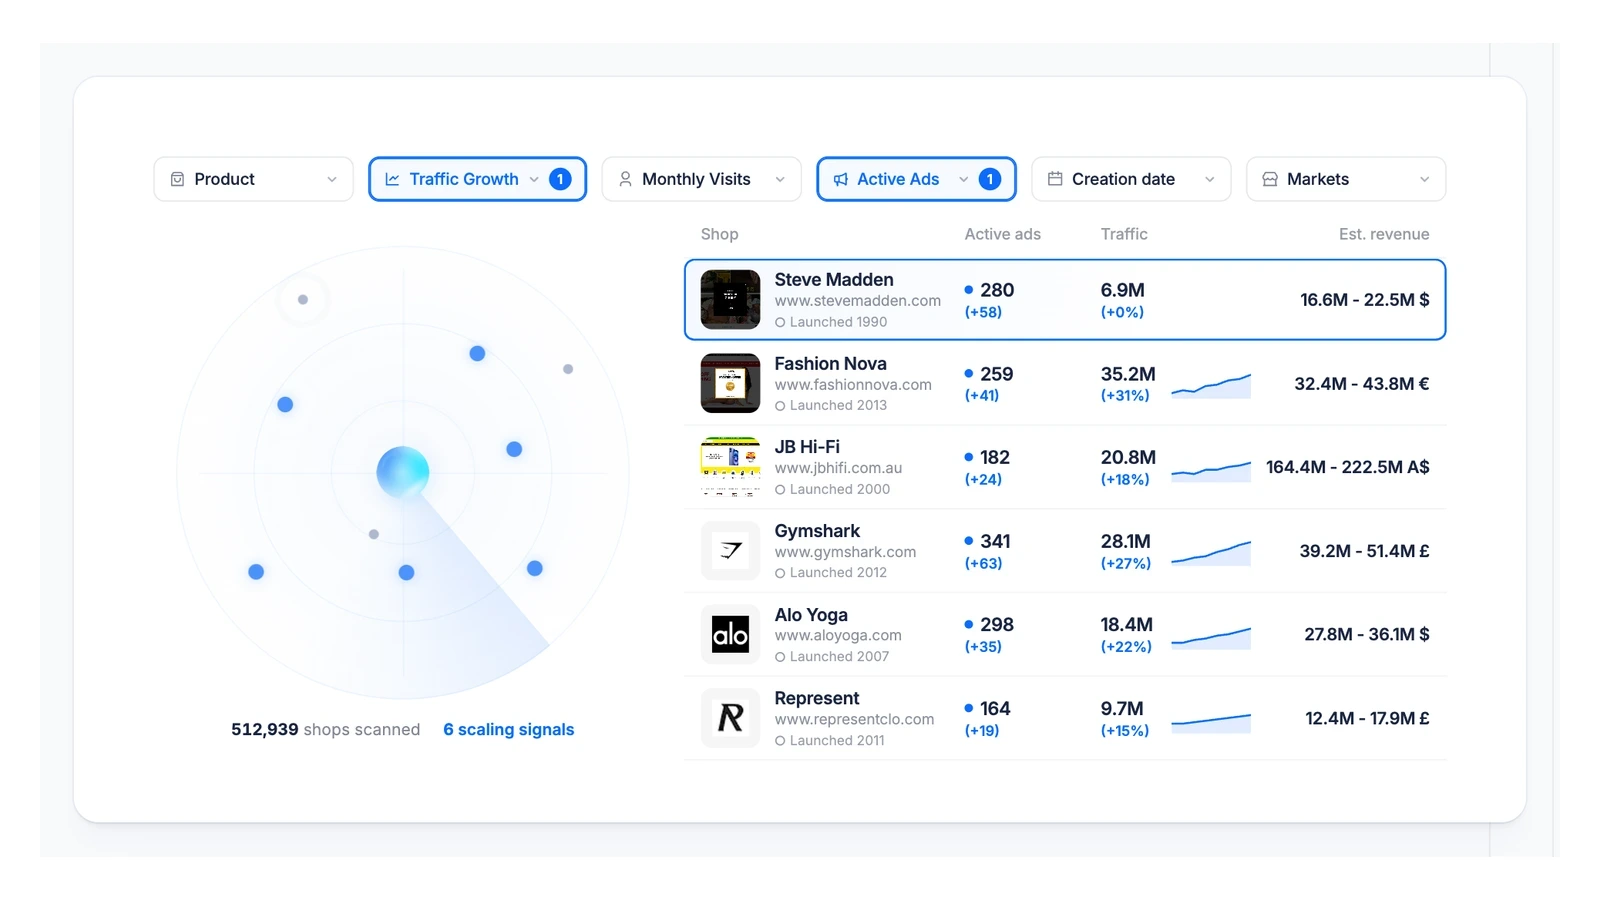 Product
Traffic Growth 1
Monthly Visits
Active Ads 1
Creation date
Markets
Shop Active ads Traffic Est. revenue
Steve Madden
www.stevemadden.com
Launched 1990
280
(+58)
6.9M
(+0%)
16.6M - 22.5M $
Fashion Nova
www.fashionnova.com
Launched 2013
259
(+41)
35.2M
(+31%)
32.4M - 43.8M €
JB Hi-Fi
www.jbhifi.com.au
Launched 2000
182
(+24)
20.8M
(+18%)
164.4M - 222.5M A$
Gymshark
www.gymshark.com
Launched 2012
341
(+63)
28.1M
(+27%)
39.2M - 51.4M £
alo
Alo Yoga
www.aloyoga.com
Launched 2007
298
(+35)
18.4M
(+22%)
27.8M - 36.1M $
R
Represent
www.representclo.com
Launched 2011
164
(+19)
9.7M
(+15%)
12.4M - 17.9M £
512,939 shops scanned 6 scaling signals